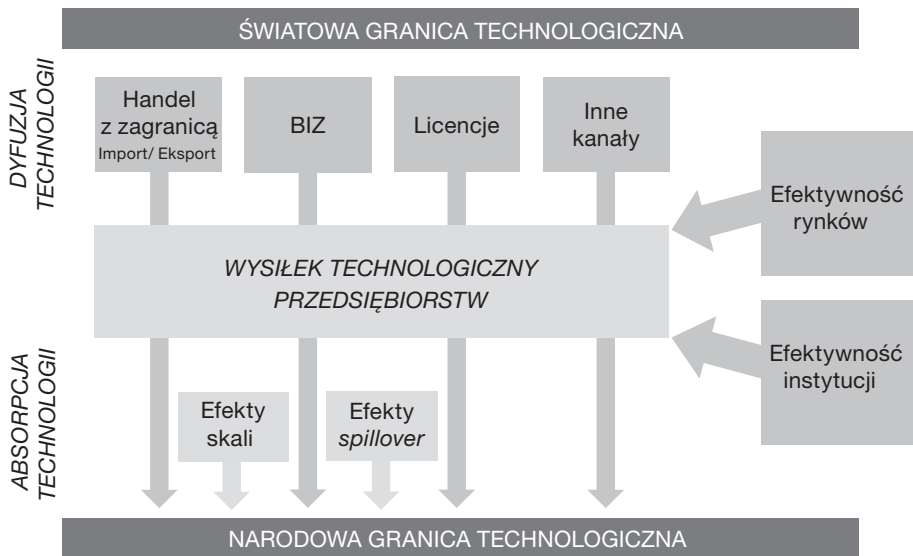 ŚWIATOWA GRANICA TECHNOLOGICZNA
DYFUZJA
TECHNOLOGII
Handel
z zagranicą
Import/ Eksport
BIZ
Licencje
Inne
kanały
Efektywność
rynków
WYSIŁEK TECHNOLOGICZNY
PRZEDSIĘBIORSTW
Efektywność
instytucji
ABSORPCJA
TECHNOLOGII
Efekty
skali
Efekty
spillover
NARODOWA GRANICA TECHNOLOGICZNA